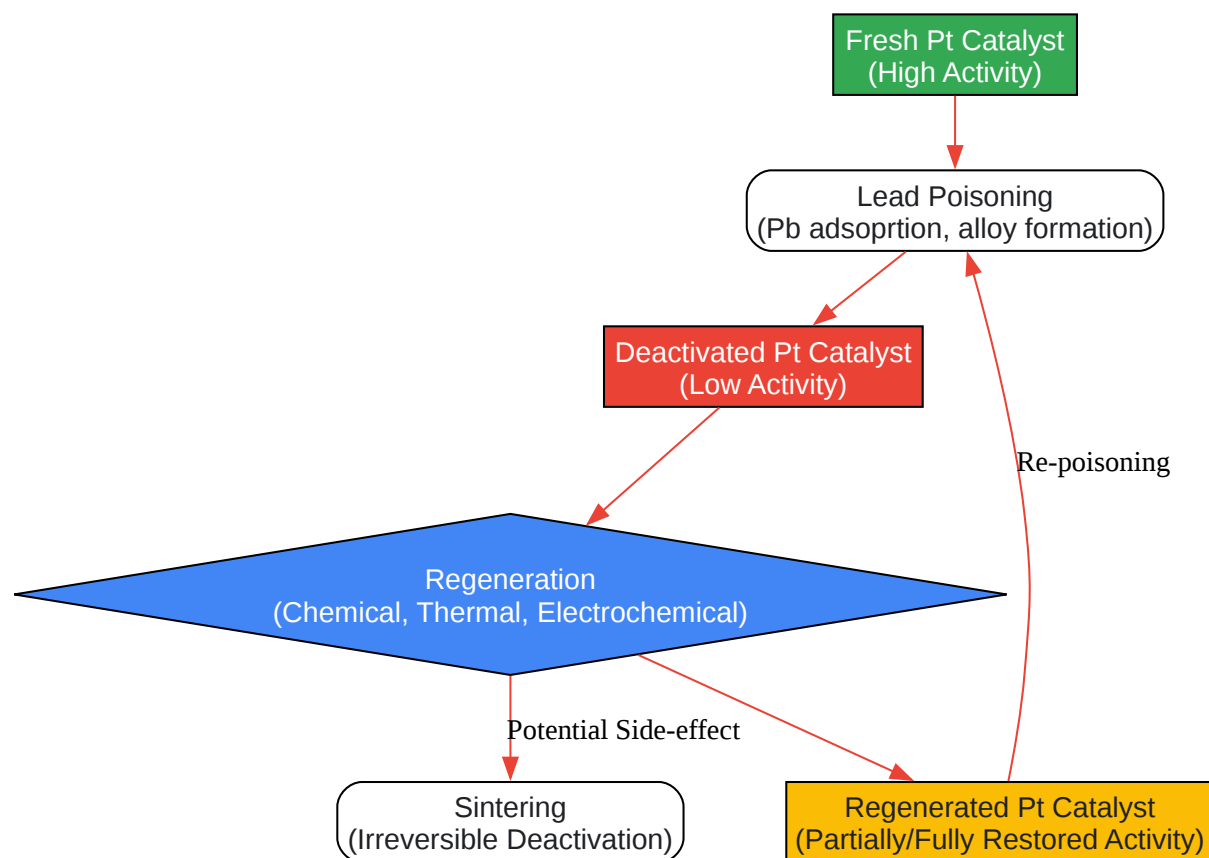 Fresh Pt Catalyst
(High Activity)
Lead Poisoning
(Pb adsoprtion, alloy formation)
Deactivated Pt Catalyst
(Low Activity)
Re-poisoning
Regeneration
(Chemical, Thermal, Electrochemical)
Potential Side-effect
Sintering
(Irreversible Deactivation)
Regenerated Pt Catalyst
(Partially/Fully Restored Activity)